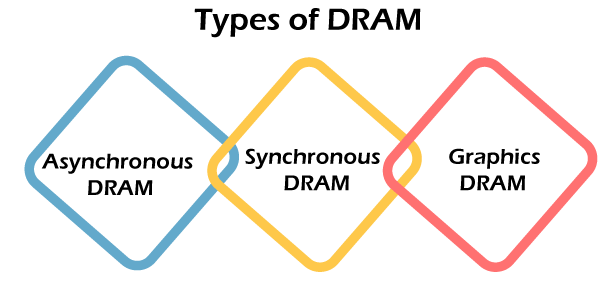 Types of DRAM
Asynchronous
DRAM
Synchronous
DRAM
Graphics
DRAM